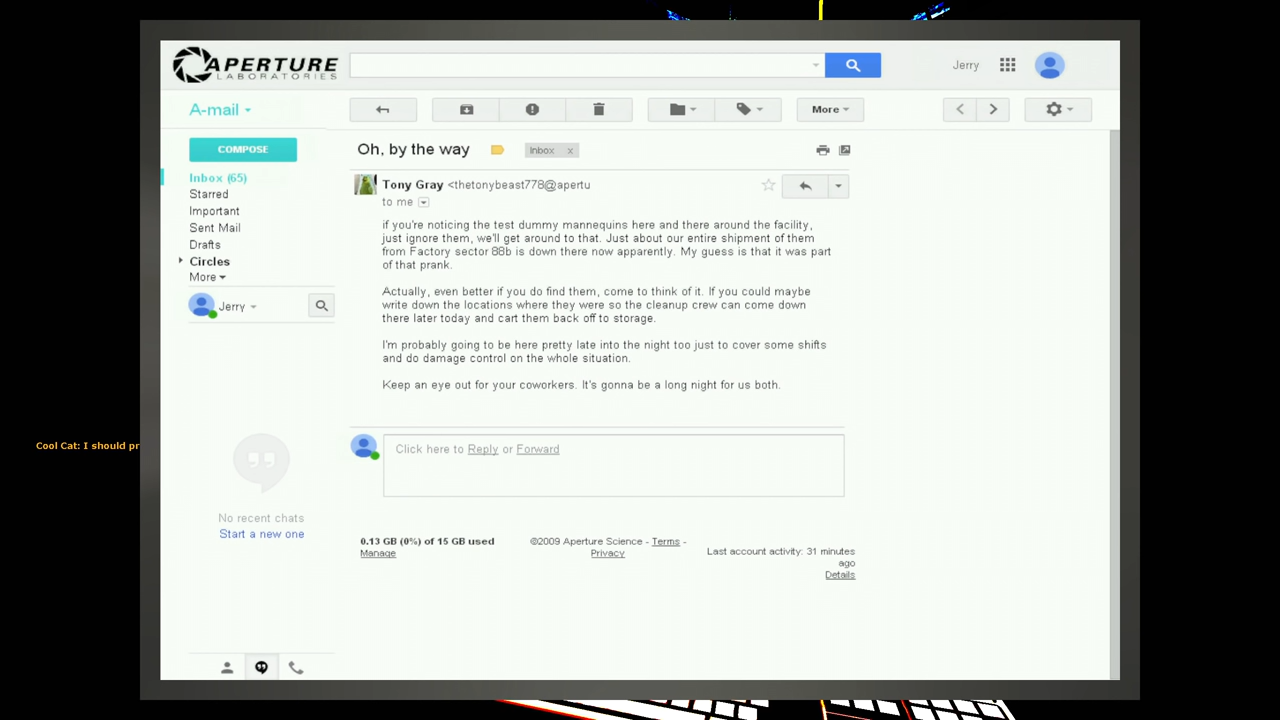 APERTURE
LABORATORIES
Jerry
A-mail
More
COMPOSE
Oh, by the way
Inbox x
Inbox (65)
Starred
Important
Sent Mail
Drafts
Circles
More
Jerry
Tony Gray <thetonybeast778@apertu
to me
if you're noticing the test dummy mannequins here and there around the facility,
just ignore them, we'll get around to that. Just about our entire shipment of them
from Factory sector 88b is down there now apparently. My guess is that it was part
of that prank.
Actually, even better if you do find them, come to think of it. If you could maybe
write down the locations where they were so the cleanup crew can come down
there later today and cart them back off to storage.
I'm probably going to be here pretty late into the night too just to cover some shifts
and do damage control on the whole situation.
Keep an eye out for your coworkers. It's gonna be a long night for us both.
Cool Cat: I should pr
Click here to Reply or Forward
No recent chats
Start a new one
0.13 GB (0%) of 15 GB used
Manage
©2009 Aperture Science - Terms -
Privacy
Last account activity: 31 minutes
ago
Details